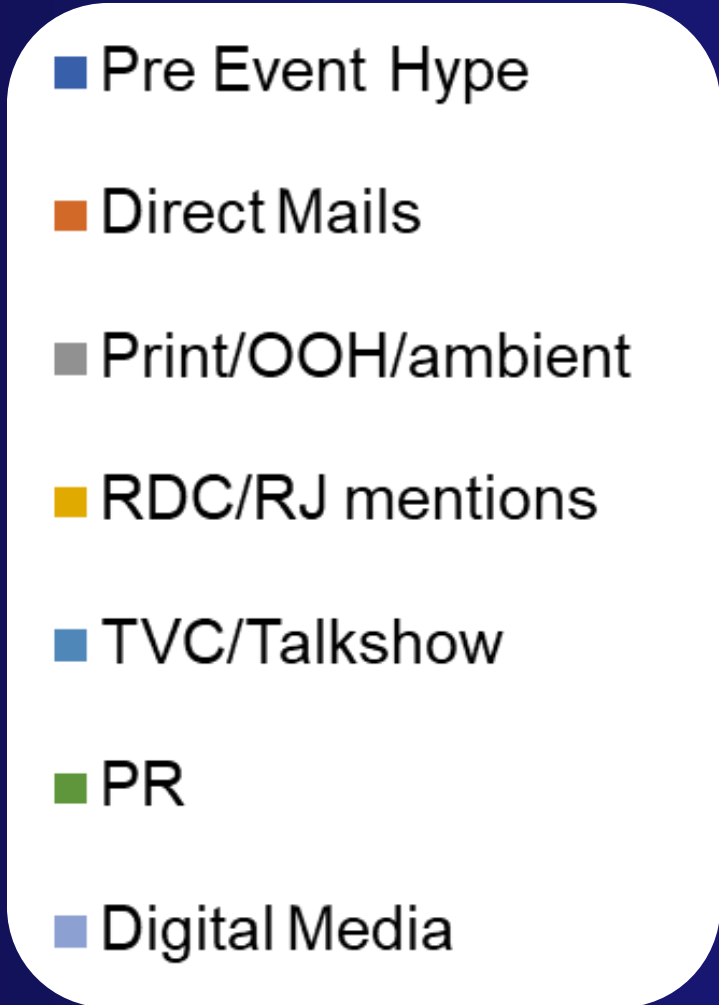 Pre Event Hype
Direct Mails
Print/OOH/ambient
RDC/RJ mentions
TVC/Talkshow
PR
Digital Media